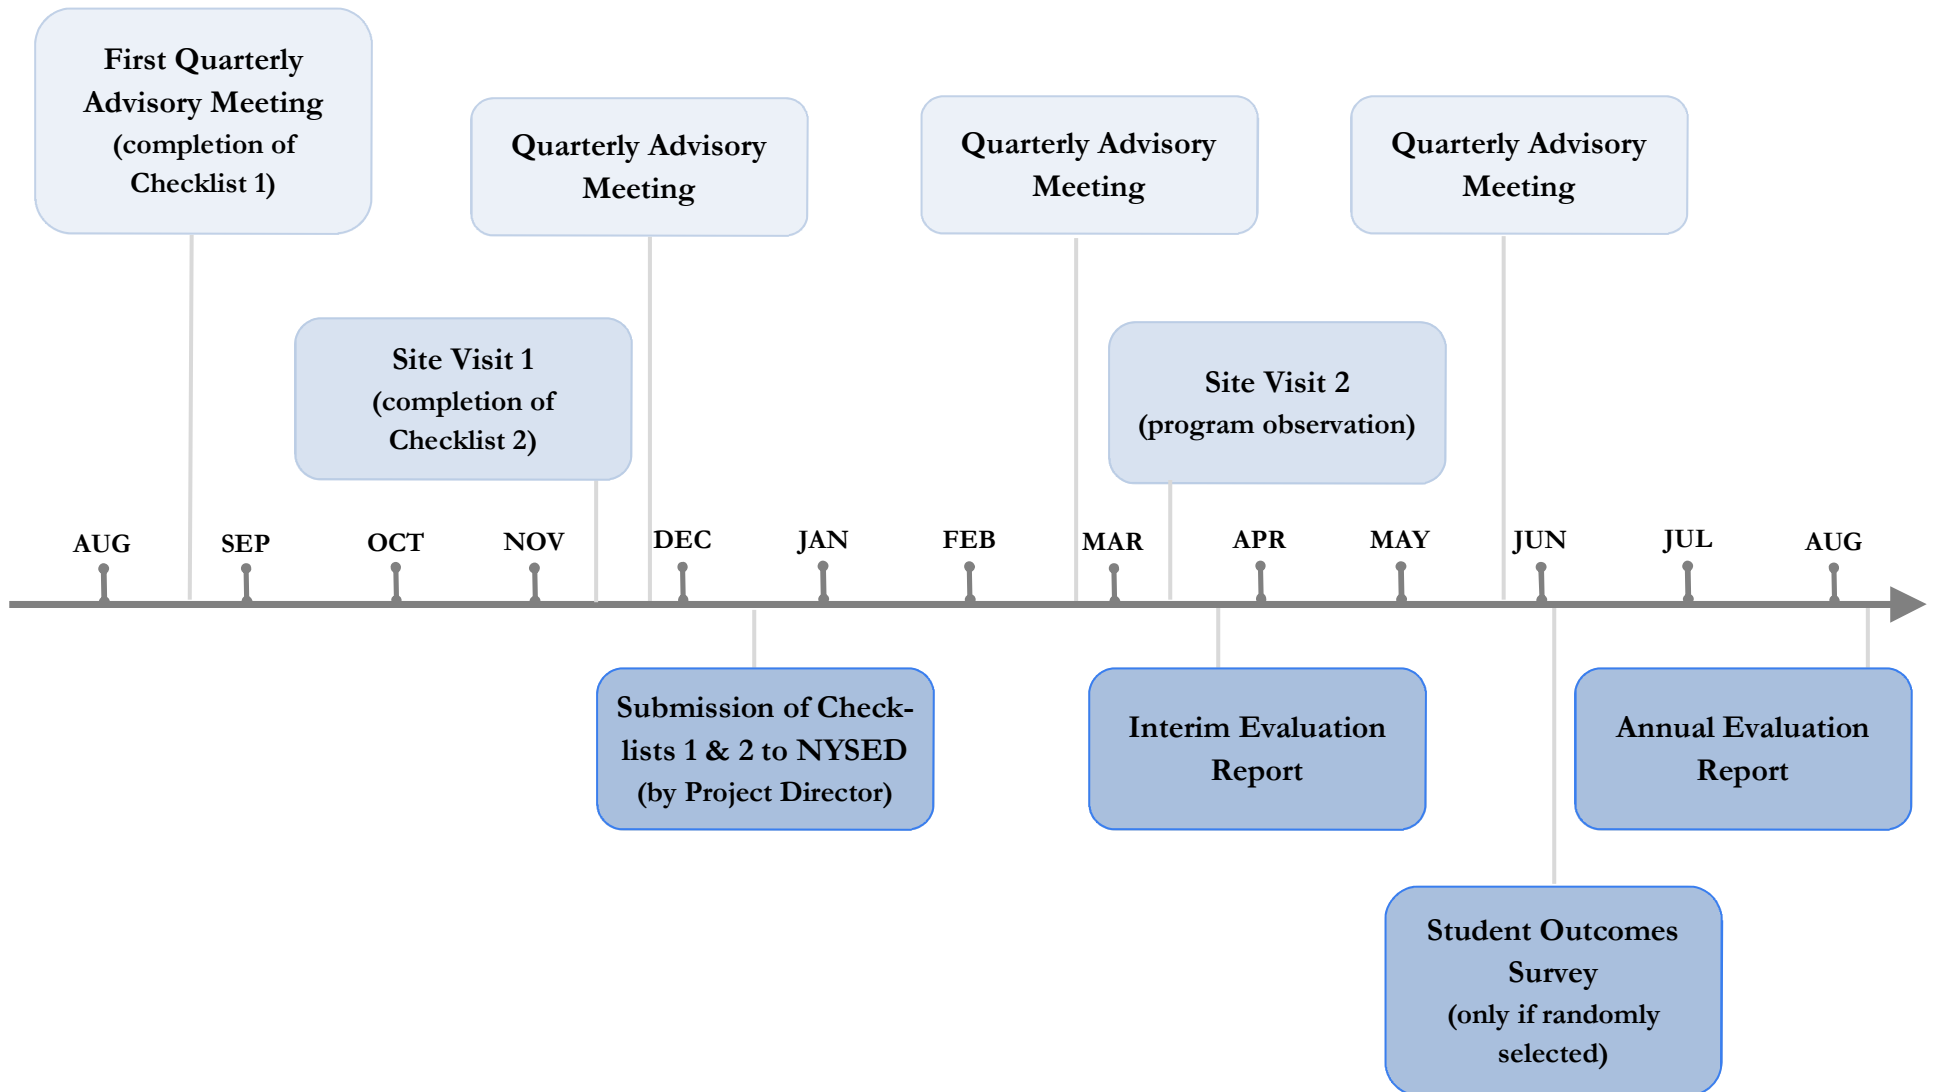 First Quarterly
Advisory Meeting
(completion of
Checklist 1)
Quarterly Advisory
Meeting
Quarterly Advisory
Meeting
Quarterly Advisory
Meeting
Site Visit 1
(completion of
Checklist 2)
Site Visit 2
(program observation)
AUG
SEP
OCT
NOV
DEC
JAN
FEB
MAR
APR
MAY
JUN
JUL
AUG
Submission of Check-
lists 1 & 2 to NYSED
(by Project Director)
Interim Evaluation
Report
Annual Evaluation
Report
Student Outcomes
Survey
(only if randomly
selected)